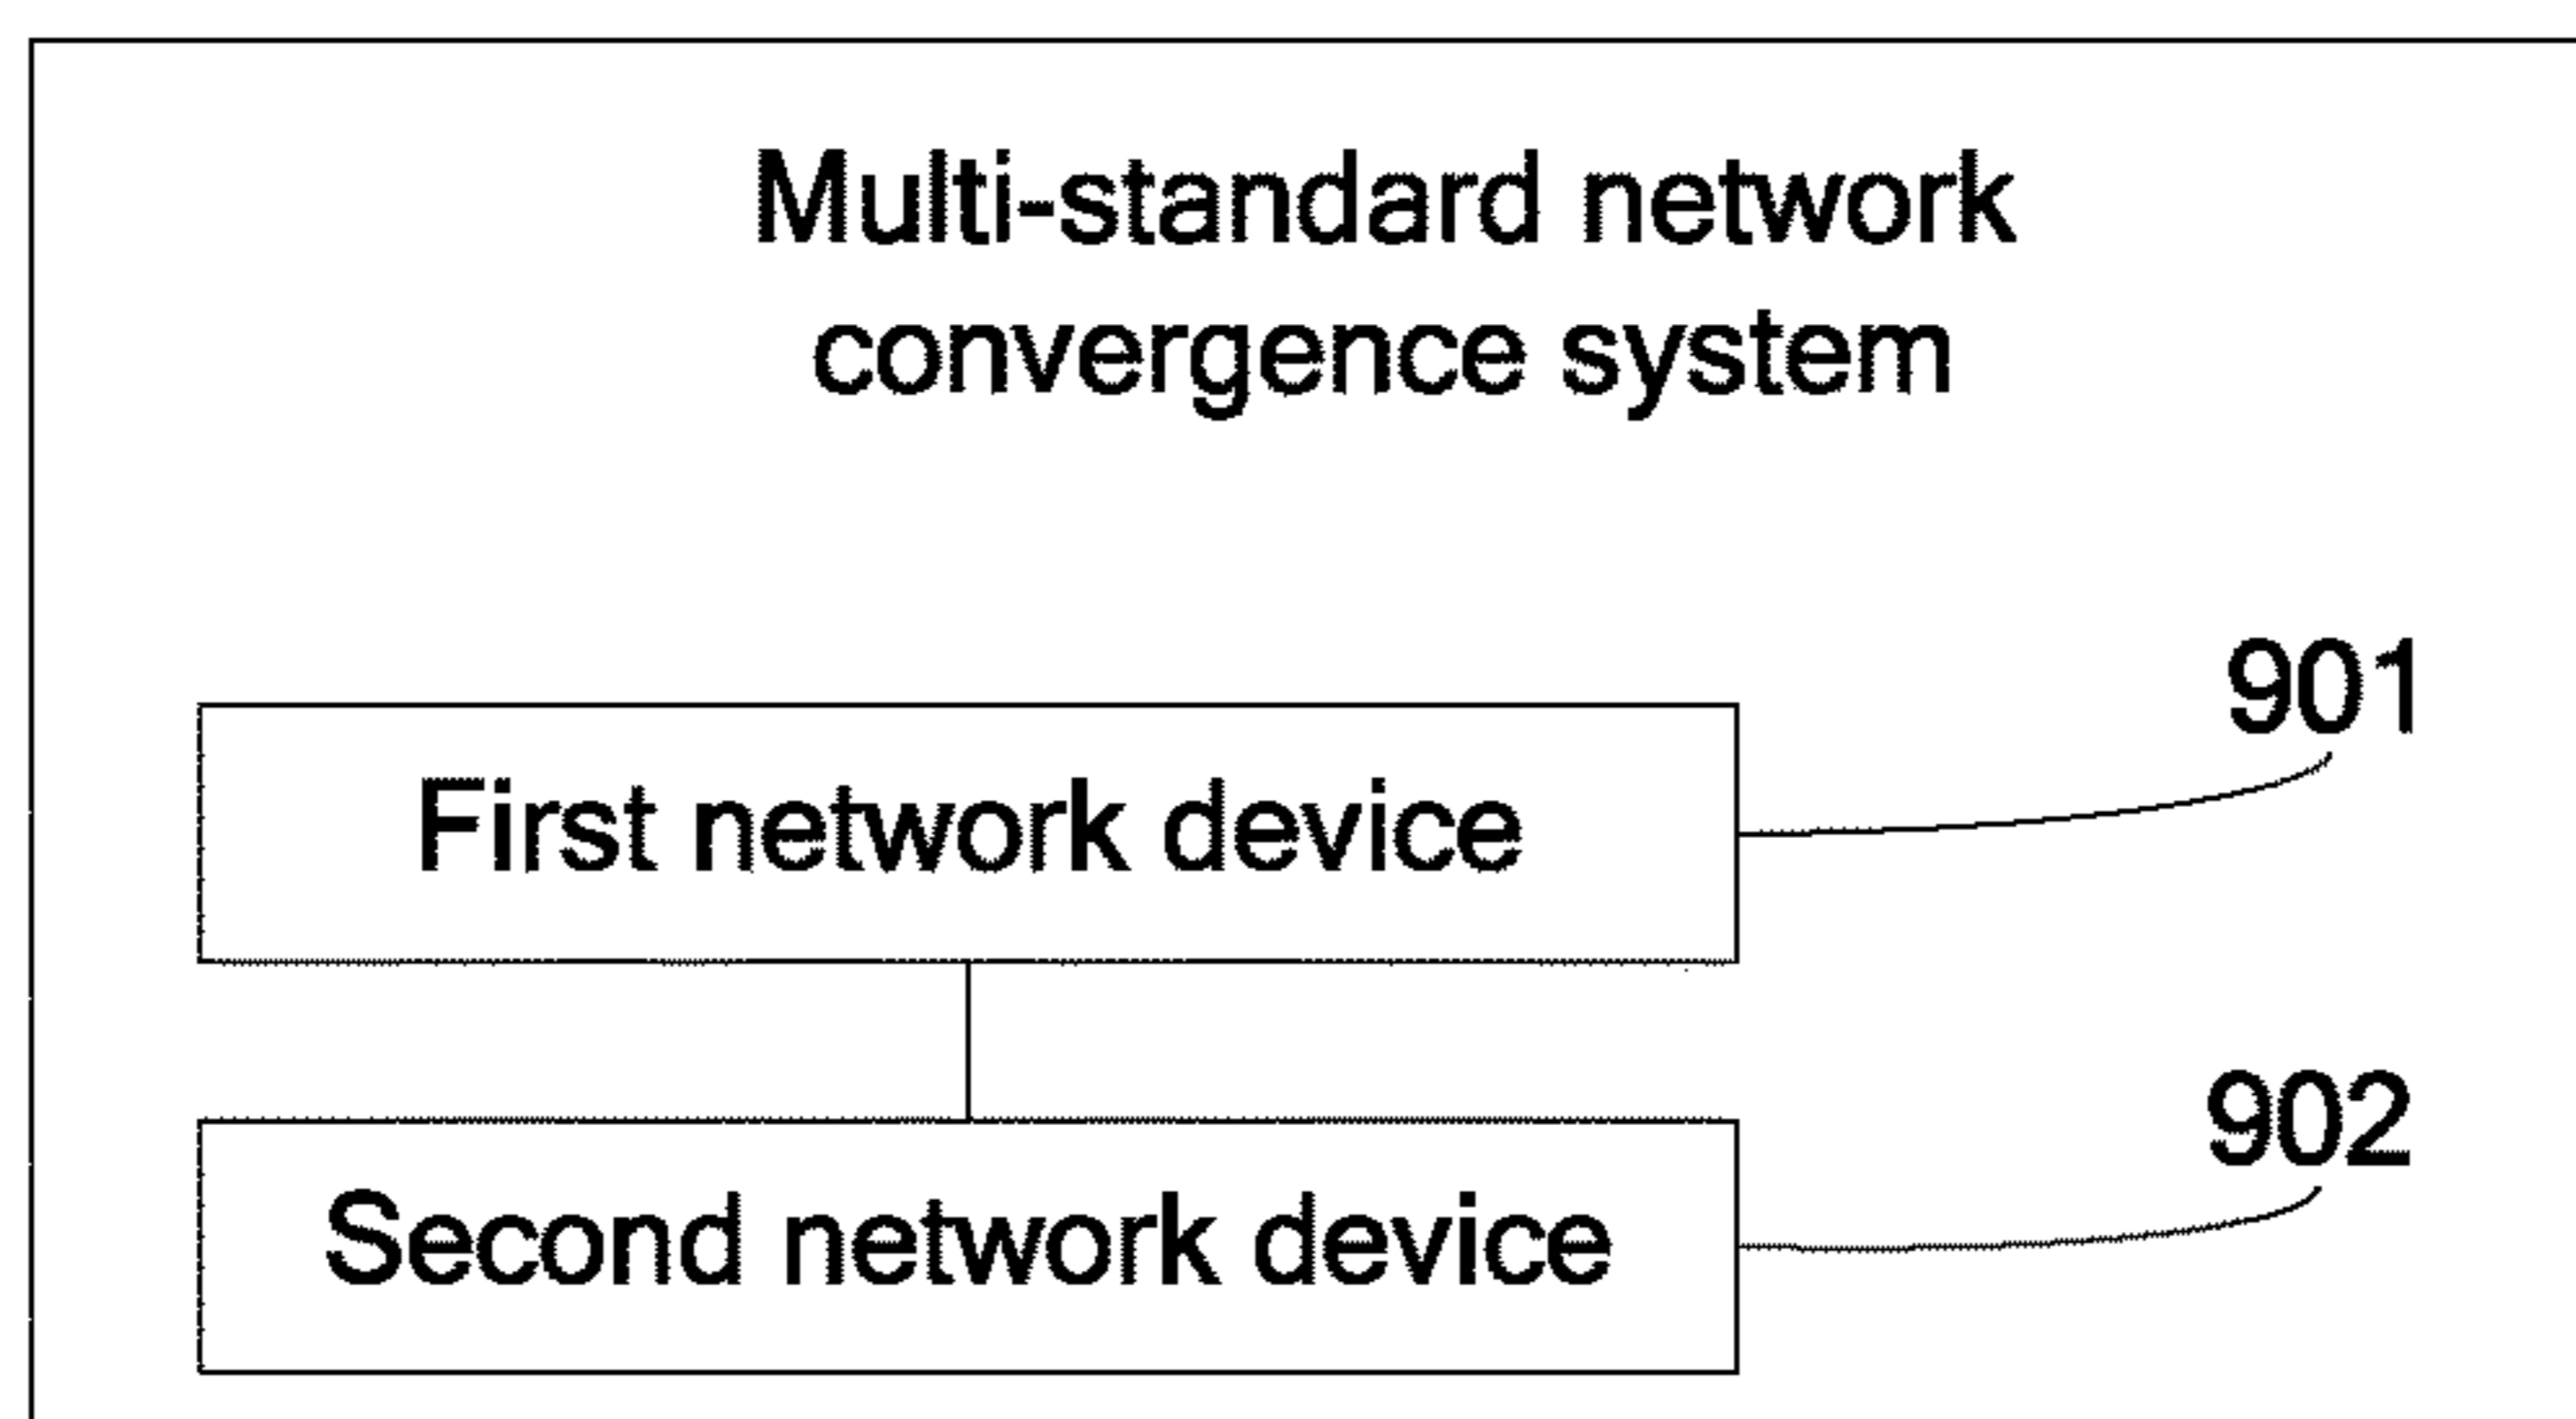 Multi-standard network
convergence system
901
First network device
902
Second network device